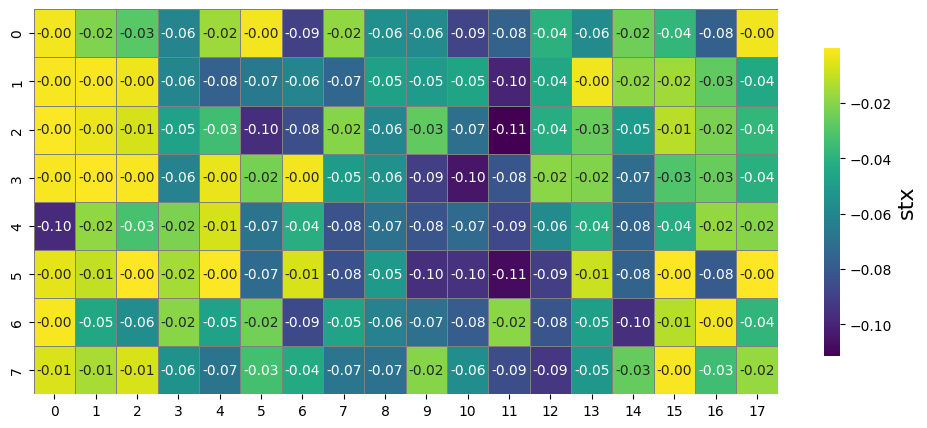 0 -0.00 -0.02 -0.03 -0.06 -0.02 -0.00 -0.09 -0.02 -0.06 -0.06 -0.09 -0.08 -0.04 -0.06 -0.02 -0.04 -0.08 -0.00
1 -0.00 -0.00 -0.00 -0.06 -0.08 -0.07 -0.06 -0.07 -0.05 -0.05 -0.05 -0.10 -0.04 -0.00 -0.02 -0.02 -0.03 -0.04
2 -0.00 -0.00 -0.01 -0.05 -0.03 -0.10 -0.08 -0.02 -0.06 -0.03 -0.07 -0.11 -0.04 -0.03 -0.05 -0.01 -0.02 -0.04
3 -0.00 -0.00 -0.00 -0.06 -0.00 -0.02 -0.00 -0.05 -0.06 -0.09 -0.10 -0.08 -0.02 -0.02 -0.07 -0.03 -0.03 -0.04
4 -0.10 -0.02 -0.03 -0.02 -0.01 -0.07 -0.04 -0.08 -0.07 -0.08 -0.07 -0.09 -0.06 -0.04 -0.08 -0.04 -0.02 -0.02
5 -0.00 -0.01 -0.00 -0.02 -0.00 -0.07 -0.01 -0.08 -0.05 -0.10 -0.10 -0.11 -0.09 -0.01 -0.08 -0.00 -0.08 -0.00
6 -0.00 -0.05 -0.06 -0.02 -0.05 -0.02 -0.09 -0.05 -0.06 -0.07 -0.08 -0.02 -0.08 -0.05 -0.10 -0.01 -0.00 -0.04
7 -0.01 -0.01 -0.01 -0.06 -0.07 -0.03 -0.04 -0.07 -0.07 -0.02 -0.06 -0.09 -0.09 -0.05 -0.03 -0.00 -0.03 -0.02
0 1 2 3 4 5 6 7 8 9 10 11 12 13 14 15 16 17
−0.02
−0.04
−0.06
−0.08
−0.10
stx